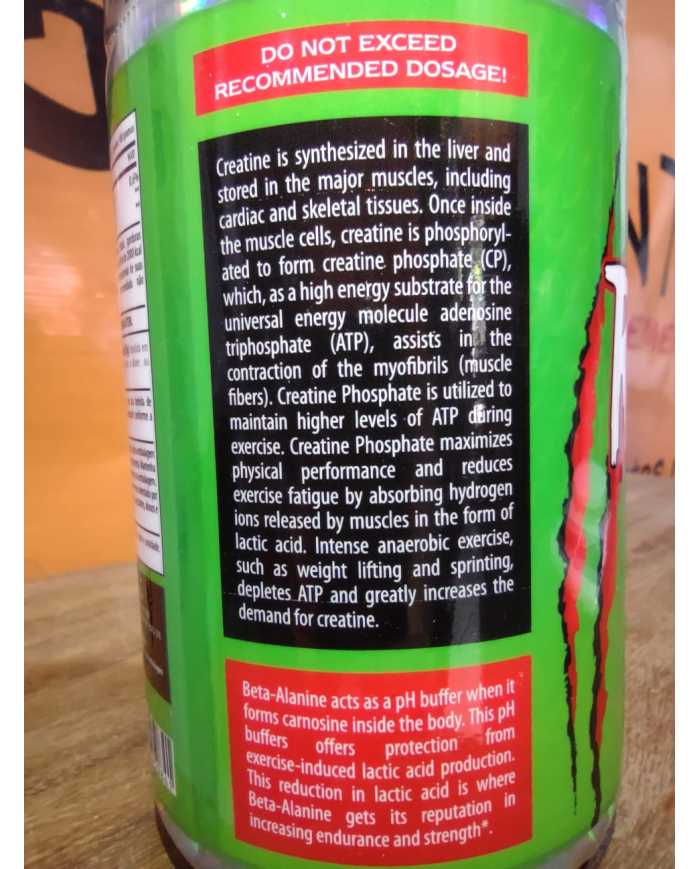 DO NOT EXCEED
RECOMMENDED DOSAGE!
Creatine is synthesized in the liver and
stored in the major muscles, including
cardiac and skeletal tissues. Once inside
the muscle cells, creatine is phosphoryl-
ated to form creatine phosphate (CP),
which, as a high energy substrate for the
universal energy molecule adenosine
triphosphate (ATP), assists in the
contraction of the myofibrils (muscle
fibers). Creatine Phosphate is utilized to
maintain higher levels of ATP during
exercise. Creatine Phosphate maximizes
physical performance and reduces
exercise fatigue by absorbing hydrogen
ions released by muscles in the form of
lactic acid. Intense anaerobic exercise,
such as weight lifting and sprinting,
depletes ATP and greatly increases the
demand for creatine.
Beta-Alanine acts as a pH buffer when it
forms carnosine inside the body. This pH
buffers offers protection from
exercise-induced lactic acid production.
This reduction in lactic acid is where
Beta-Alanine gets its reputation in
increasing endurance and strength*.